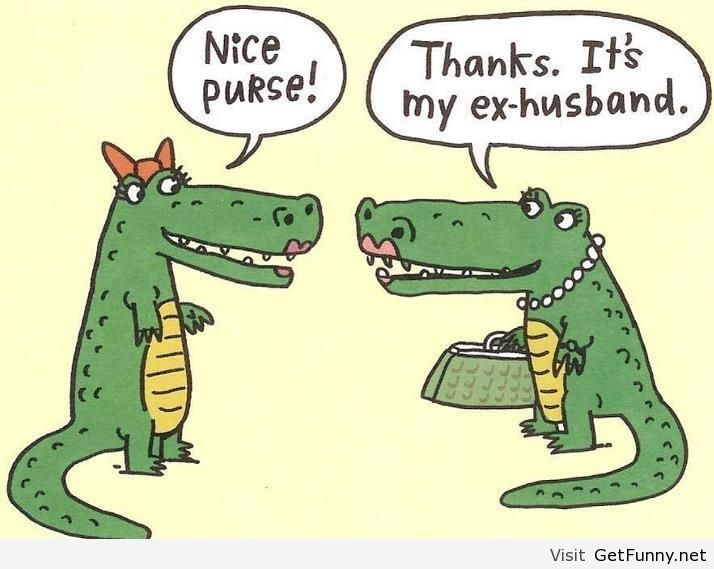 Nice
purse!
Thanks. It's
my ex-husband.
Visit GetFunny.net